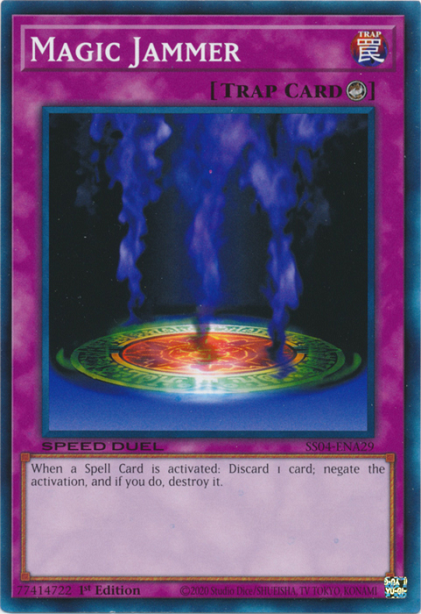 MAGIC JAMMER
TRAP
罠
[TRAP CARD]
SPEED DUEL
SS04-ENA29
When a Spell Card is activated: Discard 1 card; negate the
activation, and if you do, destroy it.
77414722 1st Edition
©2020 Studio Dice/SHUEISHA, TV TOKYO, KONAMI